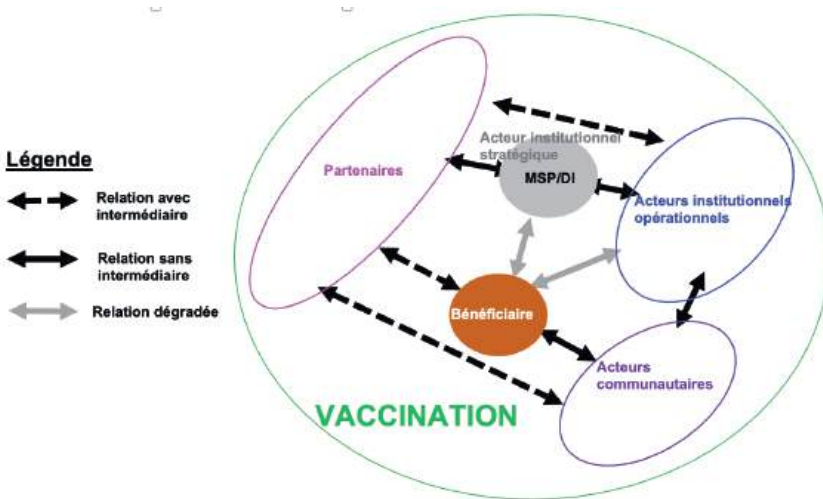 Légende
Relation avec
intermédiaire
Relation sans
intermédiaire
Relation dégradée
Partenaires
Acteur institutionnel
stratégique
MSP/DI
Acteurs institutionnels
opérationnels
Bénéficiaire
Acteurs
communautaires
VACCINATION